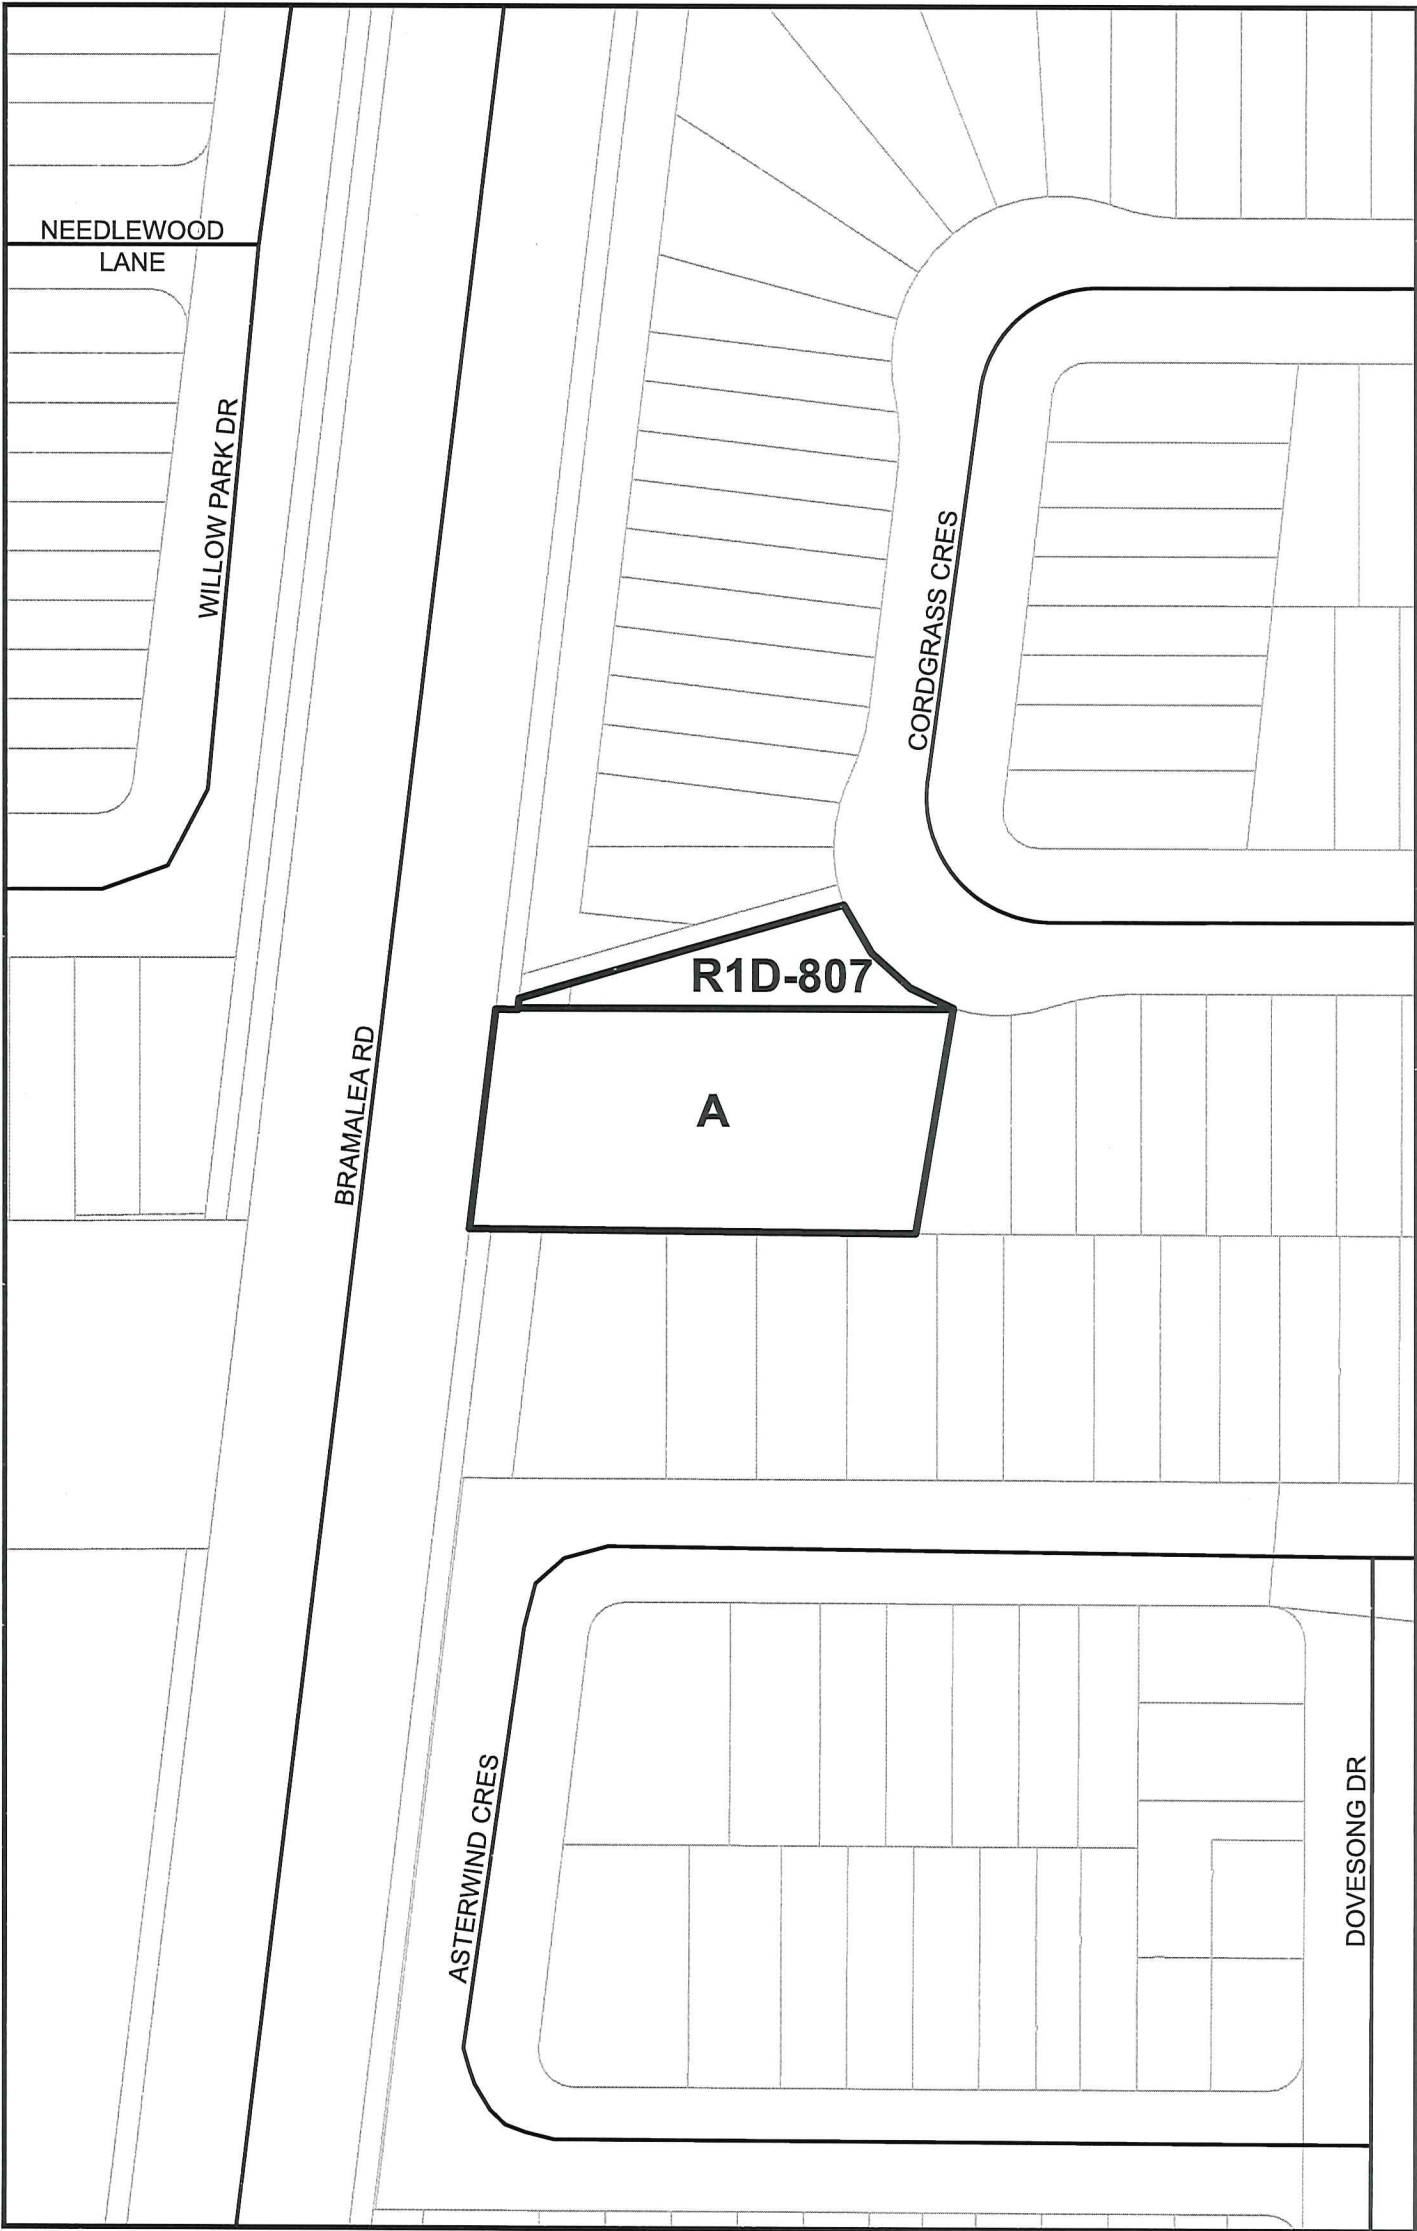 NEEDLEWOOD
LANE
WILLOW PARK DR
CORDGRASS CRES
R1D-807
BRAMALEA RD
A
ASTERWIND CRES
DOVESONG DR